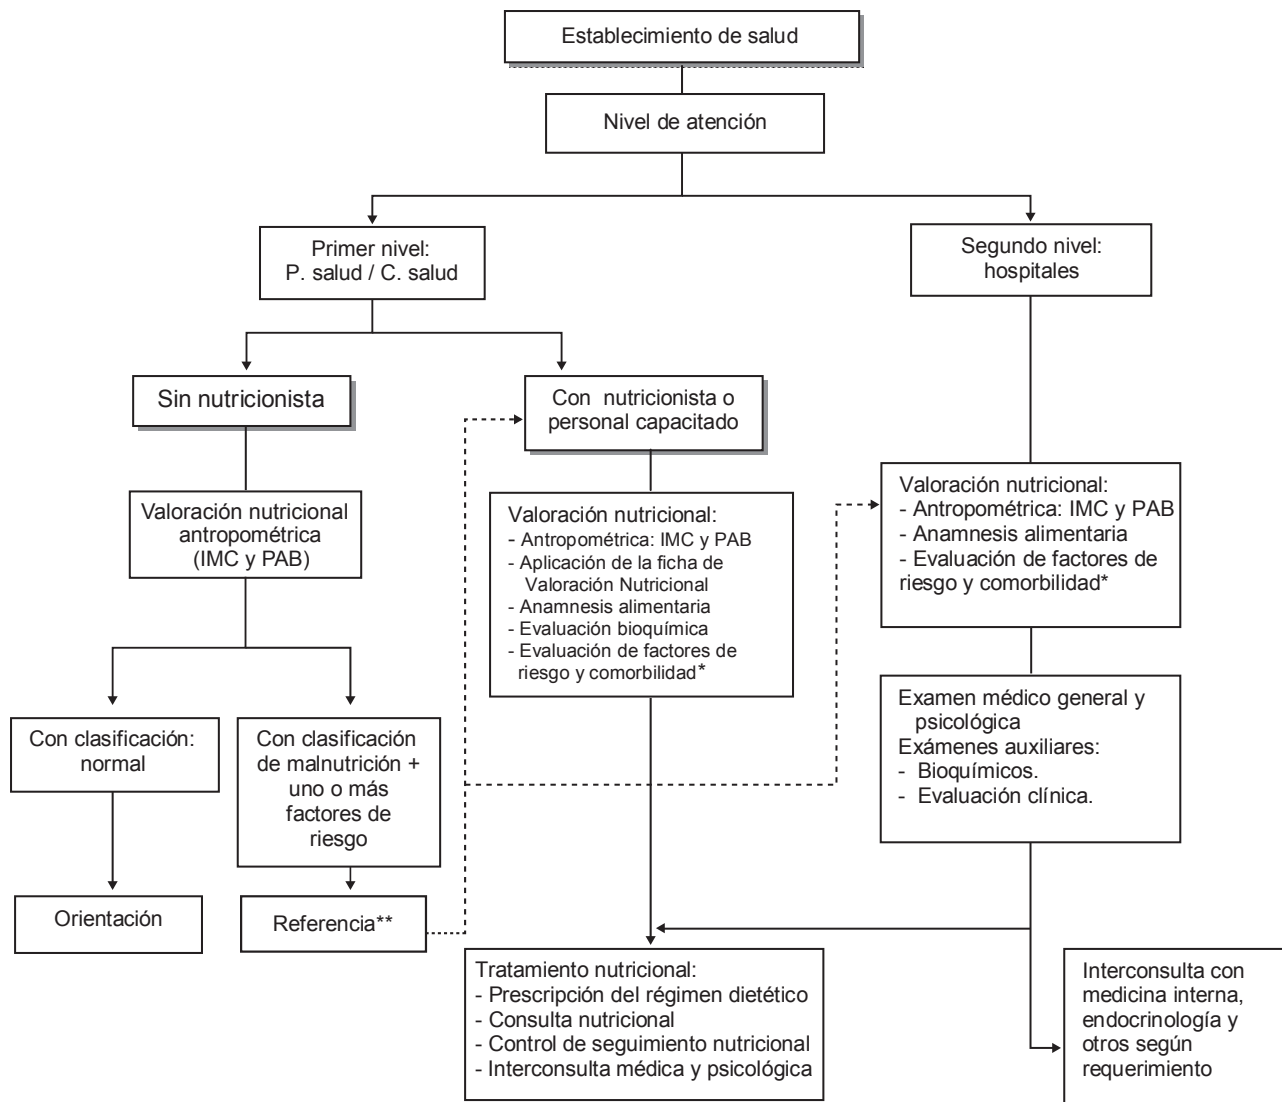 Establecimiento de salud
Nivel de atención
Primer nivel:
P. salud / C. salud
Segundo nivel:
hospitales
Sin nutricionista
Con nutricionista o
personal capacitado
Valoración nutricional
antropométrica
(IMC y PAB)
Valoración nutricional:
- Antropométrica: IMC y PAB
- Aplicación de la ficha de
Valoración Nutricional
- Anamnesis alimentaria
- Evaluación bioquímica
- Evaluación de factores de
riesgo y comorbilidad*
Valoración nutricional:
- Antropométrica: IMC y PAB
- Anamnesis alimentaria
- Evaluación de factores de
riesgo y comorbilidad*
Con clasificación:
normal
Con clasificación
de malnutrición +
uno o más
factores de
riesgo
Examen médico general y
psicológica
Exámenes auxiliares:
- Bioquímicos.
- Evaluación clínica.
Orientación
Referencia**
Tratamiento nutricional:
- Prescripción del régimen dietético
- Consulta nutricional
- Control de seguimiento nutricional
- Interconsulta médica y psicológica
Interconsulta con
medicina interna,
endocrinología y
otros según
requerimiento